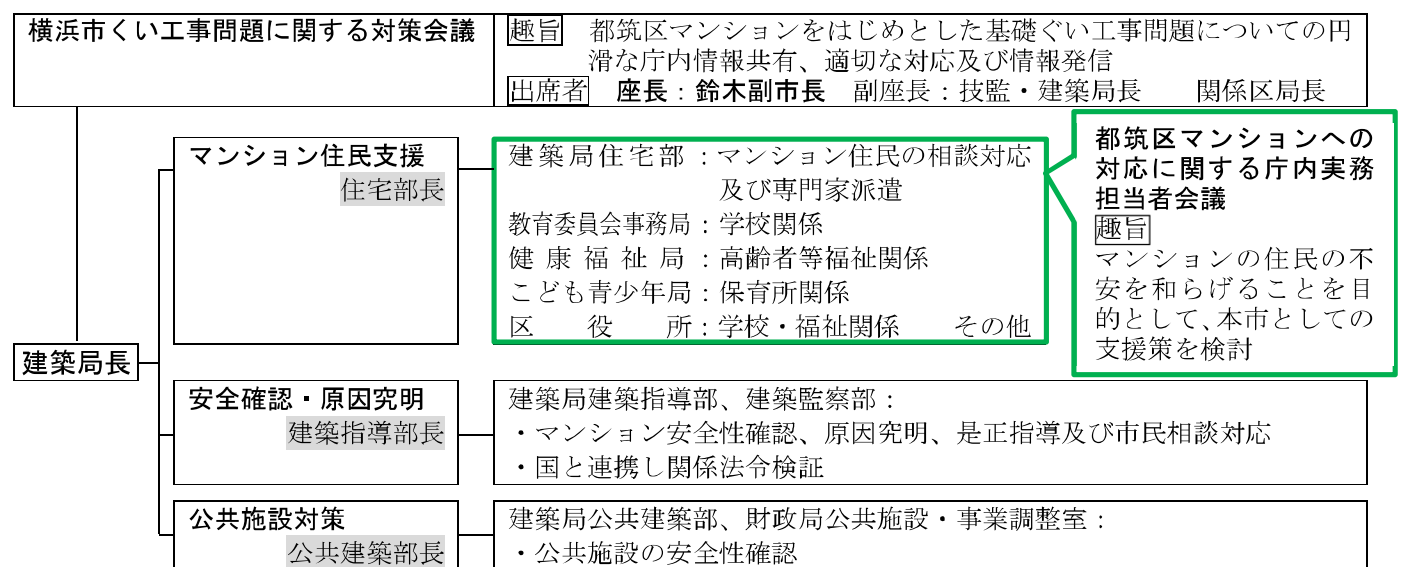 横浜市くい工事問題に関する対策会議
趣旨 都筑区マンションをはじめとした基礎ぐい工事問題についての円
滑な庁内情報共有、適切な対応及び情報発信
出席者 座長：鈴木副市長 副座長：技監・建築局長 関係区局長
建築局長
マンション住民支援
住宅部長
建築局住宅部：マンション住民の相談対応
及び専門家派遣
教育委員会事務局：学校関係
健康福祉局：高齢者等福祉関係
こども青少年局：保育所関係
区役所：学校・福祉関係 その他
都筑区マンションへの
対応に関する庁内実務
担当者会議
趣旨
マンションの住民の不
安を和らげることを目
的として、本市としての
支援策を検討
安全確認・原因究明
建築指導部長
建築局建築指導部、建築監察部：
・マンション安全性確認、原因究明、是正指導及び市民相談対応
・国と連携し関係法令検証
公共施設対策
公共建築部長
建築局公共建築部、財政局公共施設・事業調整室：
・公共施設の安全性確認